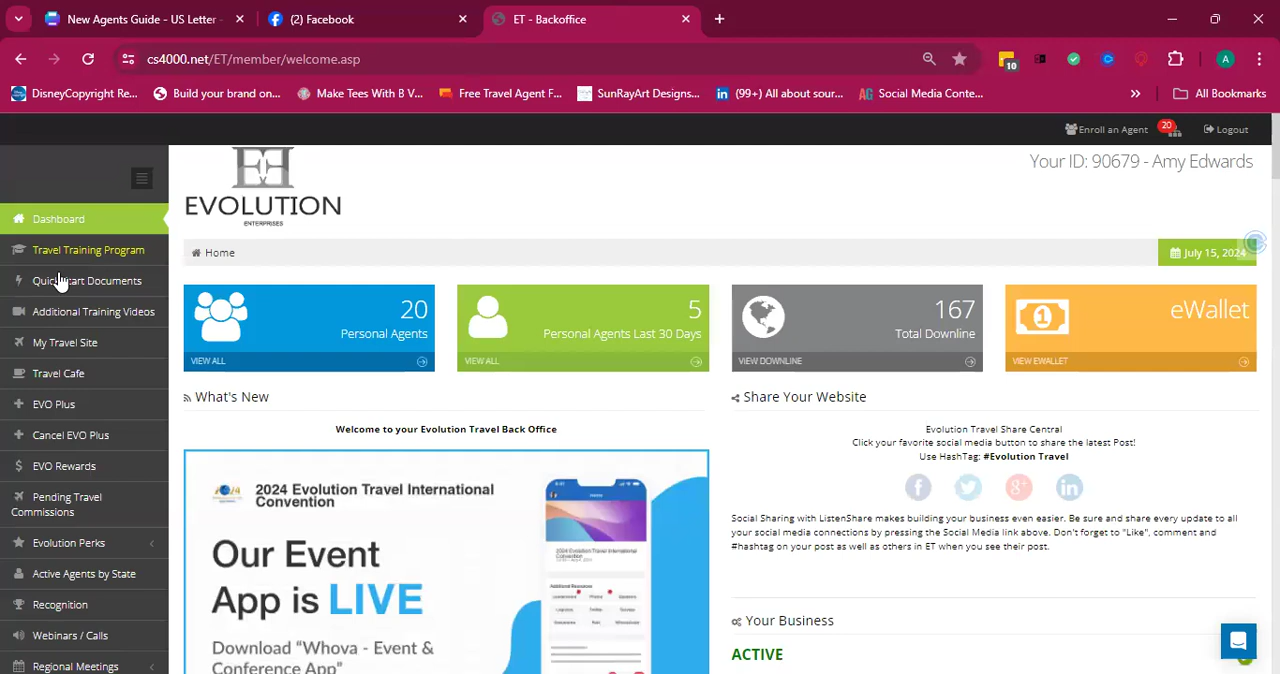 New Agents Guide - US Letter
(2) Facebook
ET - Backoffice
cs4000.net/ET/member/welcome.asp
10
A
DisneyCopyright Re...
Build your brand on...
Make Tees With B V...
Free Travel Agent F...
SunRayArt Designs...
(99+) All about sour...
AG Social Media Conte...
All Bookmarks
Enroll an Agent
20
Logout
EVOLUTION
ENTERPRISES
Your ID: 90679 - Amy Edwards
Dashboard
Travel Training Program
Additional Training Videos
My Travel Site
Travel Cafe
EVO Plus
Cancel EVO Plus
EVO Rewards
Pending Travel
Commissions
Evolution Perks
Active Agents by State
Recognition
Webinars / Calls
Regional Meetings
Home
July 15, 2024
20
Personal Agents
VIEW ALL
5
Personal Agents Last 30 Days
VIEW ALL
167
Total Downline
VIEW DOWNLINE
eWallet
VIEW EWALLET
What's New
Welcome to your Evolution Travel Back Office
2024 Evolution Travel International
Convention
Our Event
App is LIVE
Download "Whova - Event &
Conference App"
Share Your Website
Evolution Travel Share Central
Click your favorite social media button to share the latest Post!
Use HashTag: #Evolution Travel
Social Sharing with ListenShare makes building your business even easier. Be sure and share every update to all
your social media connections by pressing the Social Media link above. Don't forget to "Like", comment and
#hashtag on your post as well as others in ET when you see their post.
Your Business
ACTIVE